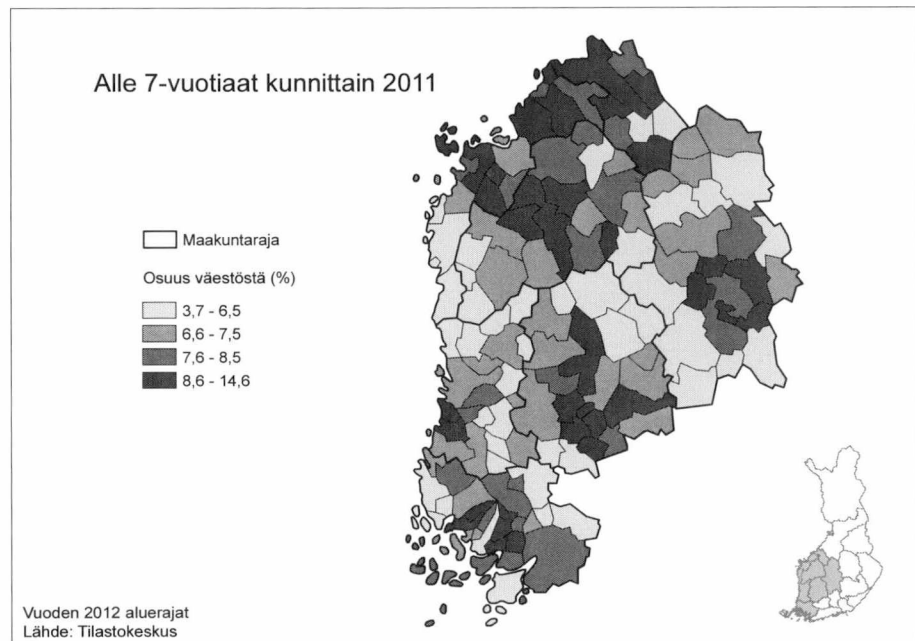 Alle 7-vuotiaat kunnittain 2011
Maakuntaraja
Osuus väestöstä (%)
3,7 - 6,5
6,6 - 7,5
7,6 - 8,5
8,6 - 14,6
Vuoden 2012 aluerajat
Lähde: Tilastokeskus